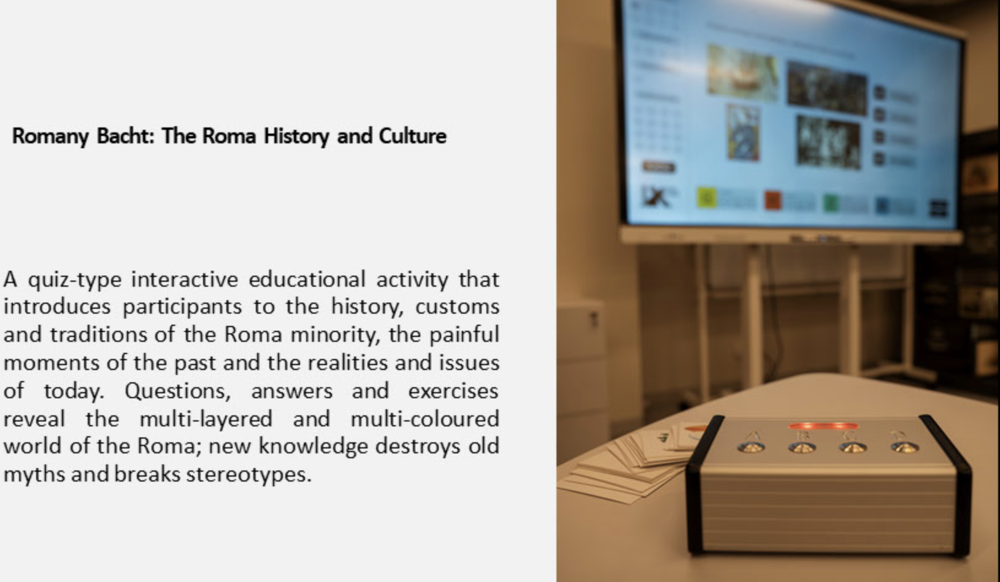 Romany Bacht: The Roma History and Culture
A quiz-type interactive educational activity that
introduces participants to the history, customs
and traditions of the Roma minority, the painful
moments of the past and the realities and issues
of today. Questions, answers and exercises
reveal the multi-layered and multi-coloured
world of the Roma; new knowledge destroys old
myths and breaks stereotypes.
A B C D